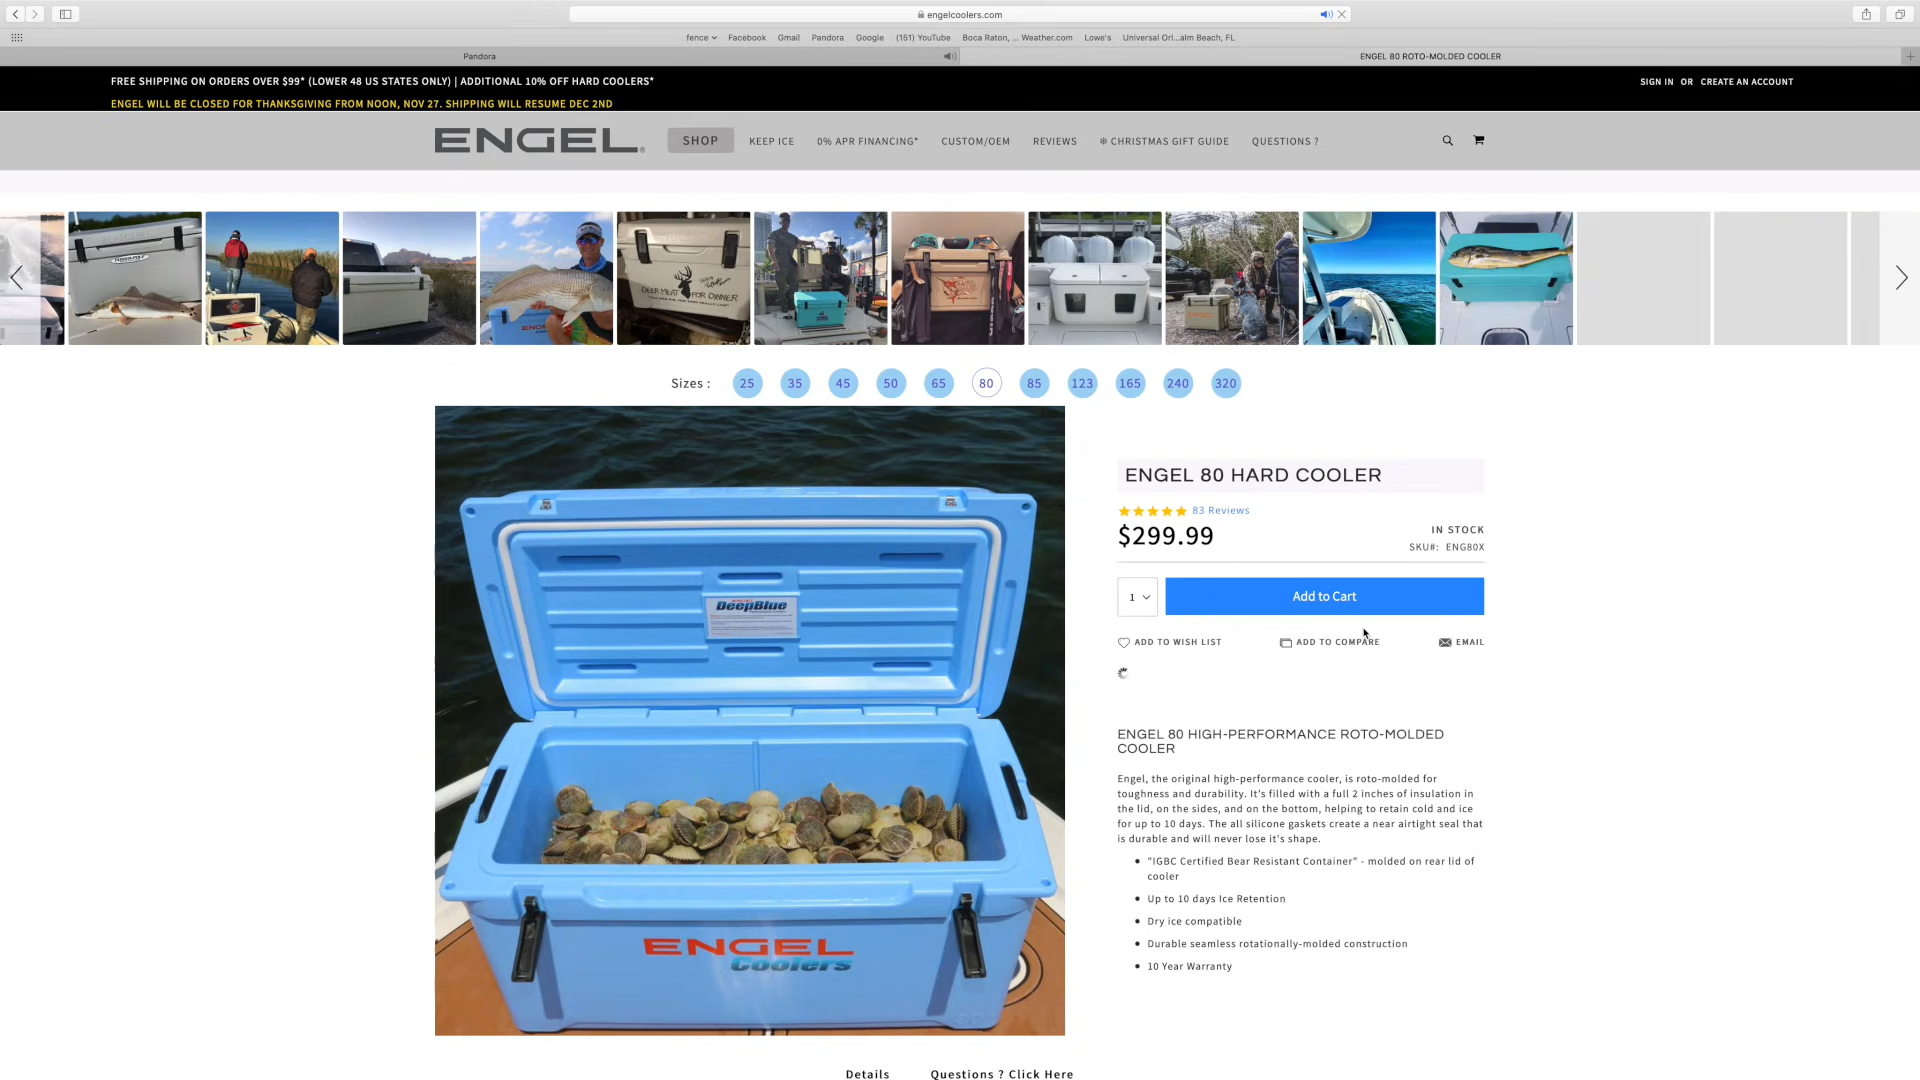 engelcoolers.com
fence Facebook Gmail Pandora Google (151) YouTube Boca Raton, ... Weather.com Lowe's Universal Orl...alm Beach, FL
Pandora
ENGEL 80 ROTO-MOLDED COOLER
FREE SHIPPING ON ORDERS OVER $99* (LOWER 48 US STATES ONLY) | ADDITIONAL 10% OFF HARD COOLERS*
SIGN IN OR CREATE AN ACCOUNT
ENGEL WILL BE CLOSED FOR THANKSGIVING FROM NOON, NOV 27. SHIPPING WILL RESUME DEC 2ND
ENGEL
SHOP KEEP ICE 0% APR FINANCING* CUSTOM/OEM REVIEWS ❄ CHRISTMAS GIFT GUIDE QUESTIONS ?
DEER MEAT FOR DINNER
Sizes : 25 35 45 50 65 80 85 123 165 240 320
DeepBlue
ENGEL
Coolers
ENGEL 80 HARD COOLER
83 Reviews
$299.99
IN STOCK
SKU#: ENG80X
1
Add to Cart
ADD TO WISH LIST ADD TO COMPARE EMAIL
ENGEL 80 HIGH-PERFORMANCE ROTO-MOLDED
COOLER
Engel, the original high-performance cooler, is roto-molded for
toughness and durability. It's filled with a full 2 inches of insulation in
the lid, on the sides, and on the bottom, helping to retain cold and ice
for up to 10 days. The all silicone gaskets create a near airtight seal that
is durable and will never lose it's shape.
"IGBC Certified Bear Resistant Container" - molded on rear lid of
cooler
Up to 10 days Ice Retention
Dry ice compatible
Durable seamless rotationally-molded construction
10 Year Warranty
Details Questions ? Click Here